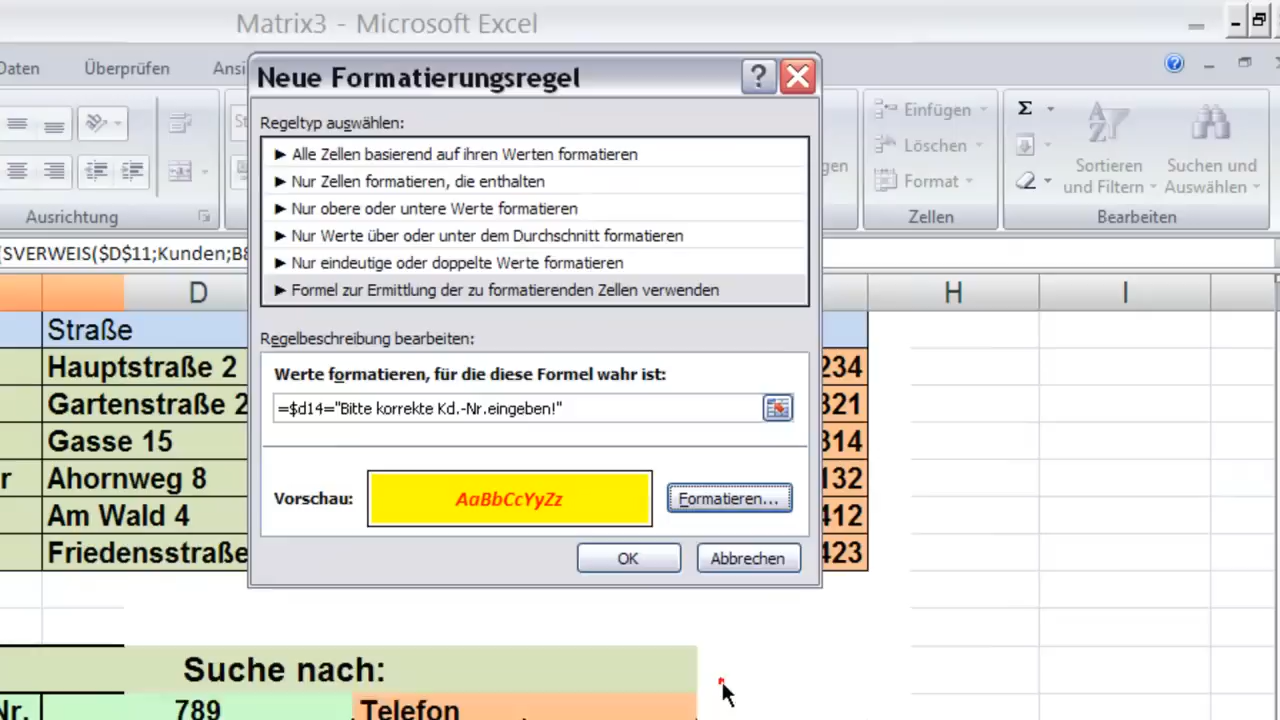 Matrix3 - Microsoft Excel
Daten Überprüfen Ansi
Neue Formatierungsregel
Regeltyp auswählen:
► Alle Zellen basierend auf ihren Werten formatieren
► Nur Zellen formatieren, die enthalten
► Nur obere oder untere Werte formatieren
► Nur Werte über oder unter dem Durchschnitt formatieren
► Nur eindeutige oder doppelte Werte formatieren
► Formel zur Ermittlung der zu formatierenden Zellen verwenden
Regelbeschreibung bearbeiten:
Werte formatieren, für die diese Formel wahr ist:
=$d14="Bitte korrekte Kd.-Nr.eingeben!"
Vorschau: AaBbCcYyZz Formatieren...
OK Abbrechen
Einfügen
Löschen
Format
Zellen
Σ
Sortieren und Filtern
Suchen und Auswählen
Bearbeiten
Ausrichtung
(SVERWEIS($D$11;Kunden;B8
D H I
Straße
Hauptstraße 2 234
Gartenstraße 2 321
Gasse 15 314
r Ahornweg 8 132
Am Wald 4 412
Friedensstraße 423
Suche nach:
Nr. 789 Telefon